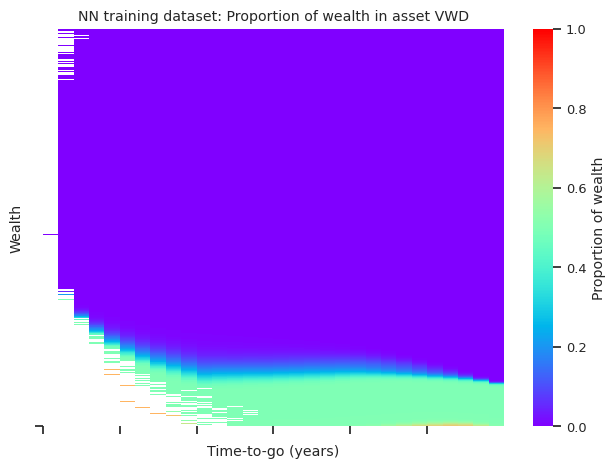 NN training dataset: Proportion of wealth in asset VWD
1.0
0.8
0.6
0.4
0.2
0.0
Proportion of wealth
Wealth
Time-to-go (years)